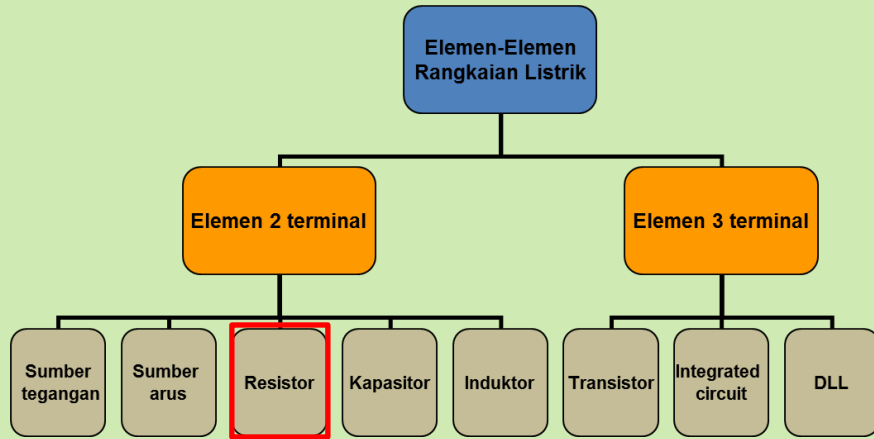 Elemen-Elemen
Rangkaian Listrik
Elemen 2 terminal
Elemen 3 terminal
Sumber
tegangan
Sumber
arus
Resistor
Kapasitor
Induktor
Transistor
Integrated
circuit
DLL